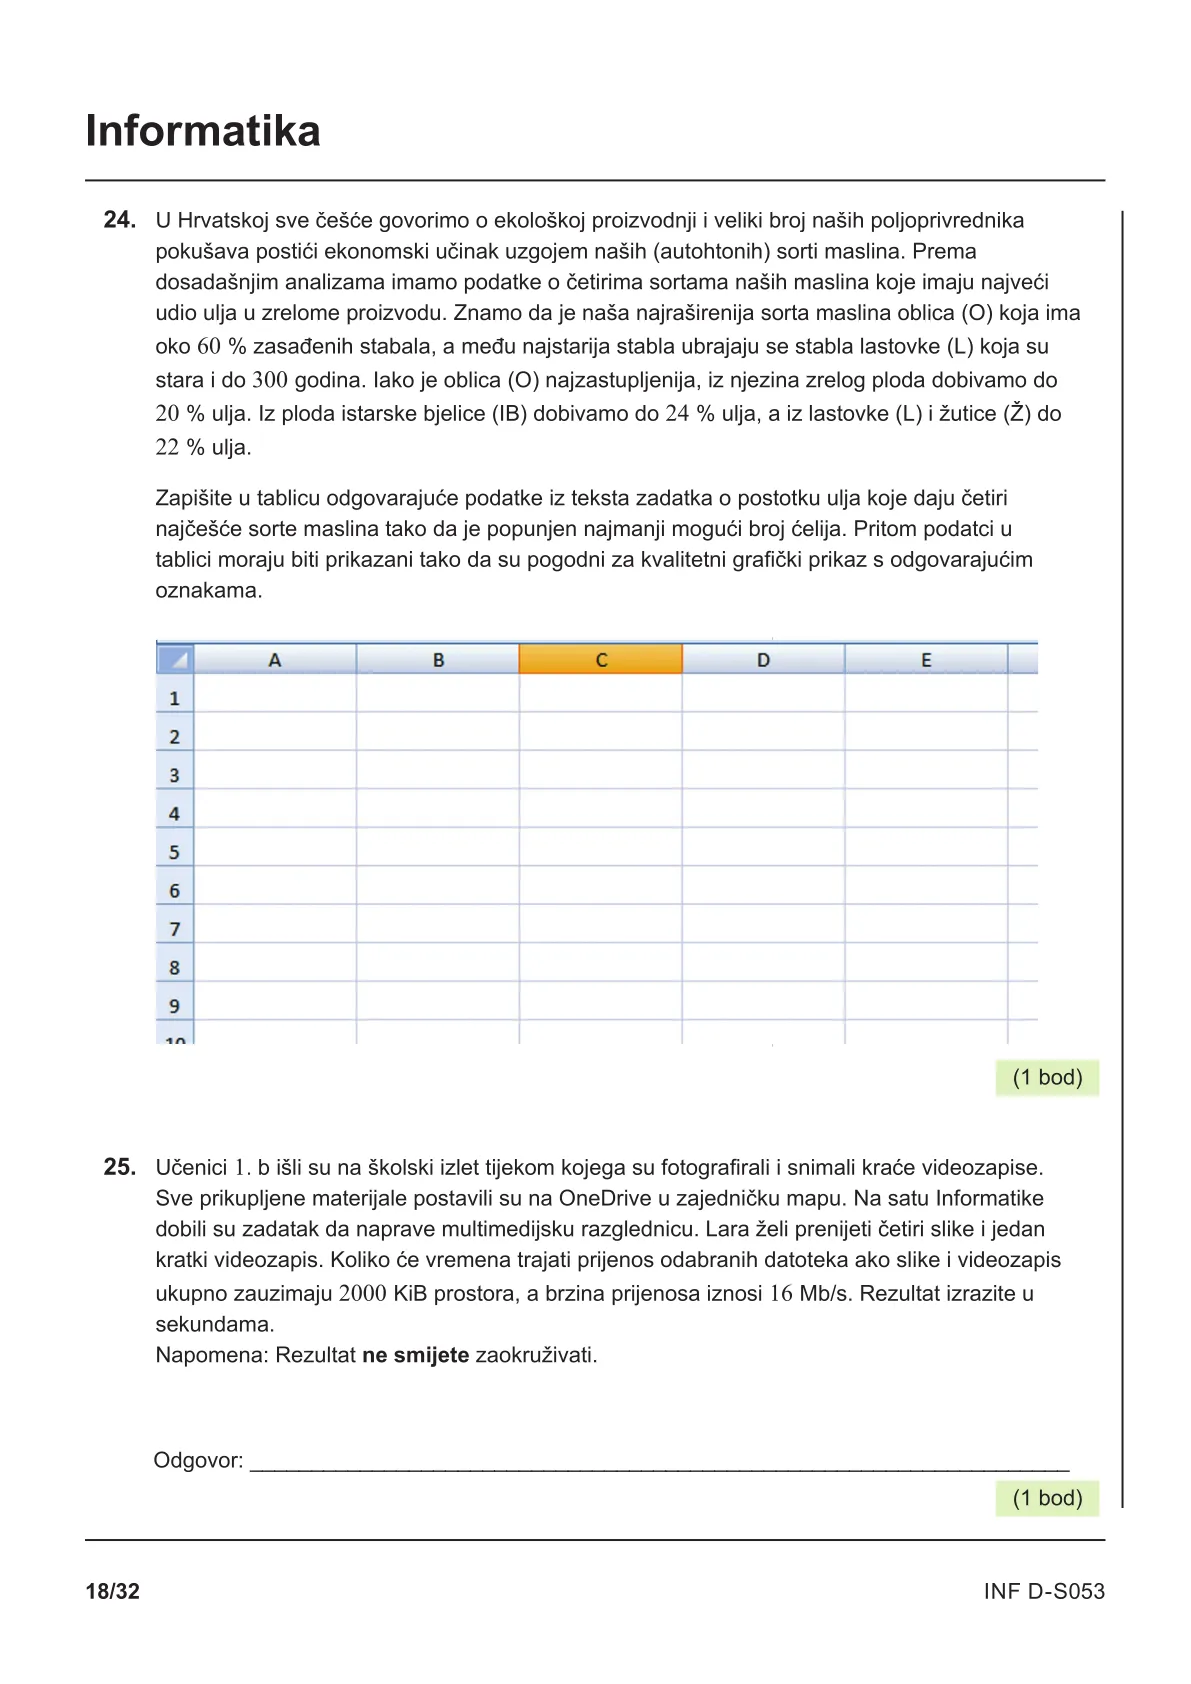 Informatika
24. U Hrvatskoj sve češće govorimo o ekološkoj proizvodnji i veliki broj naših poljoprivrednika
pokušava postići ekonomski učinak uzgojem naših (autohtonih) sorti maslina. Prema
dosadašnjim analizama imamo podatke o četirima sortama naših maslina koje imaju najveći
udio ulja u zrelome proizvodu. Znamo da je naša najraširenija sorta maslina oblica (O) koja ima
oko 60 % zasađenih stabala, a među najstarija stabla ubrajaju se stabla lastovke (L) koja su
stara i do 300 godina. Iako je oblica (O) najzastupljenija, iz njezina zrelog ploda dobivamo do
20 % ulja. Iz ploda istarske bjelice (IB) dobivamo do 24 % ulja, a iz lastovke (L) i žutice (Ž) do
22 % ulja.
Zapišite u tablicu odgovarajuće podatke iz teksta zadatka o postotku ulja koje daju četiri
najčešće sorte maslina tako da je popunjen najmanji mogući broj ćelija. Pritom podatci u
tablici moraju biti prikazani tako da su pogodni za kvalitetni grafički prikaz s odgovarajućim
oznakama.
A B C D E
1
2
3
4
5
6
7
8
9
10
(1 bod)
25. Učenici 1. b išli su na školski izlet tijekom kojega su fotografirali i snimali kraće videozapise.
Sve prikupljene materijale postavili su na OneDrive u zajedničku mapu. Na satu Informatike
dobili su zadatak da naprave multimedijsku razglednicu. Lara želi prenijeti četiri slike i jedan
kratki videozapis. Koliko će vremena trajati prijenos odabranih datoteka ako slike i videozapis
ukupno zauzimaju 2000 KiB prostora, a brzina prijenosa iznosi 16 Mb/s. Rezultat izrazite u
sekundama.
Napomena: Rezultat ne smijete zaokruživati.
Odgovor: ____________________________________________________________________
(1 bod)
18/32
INF D-S053